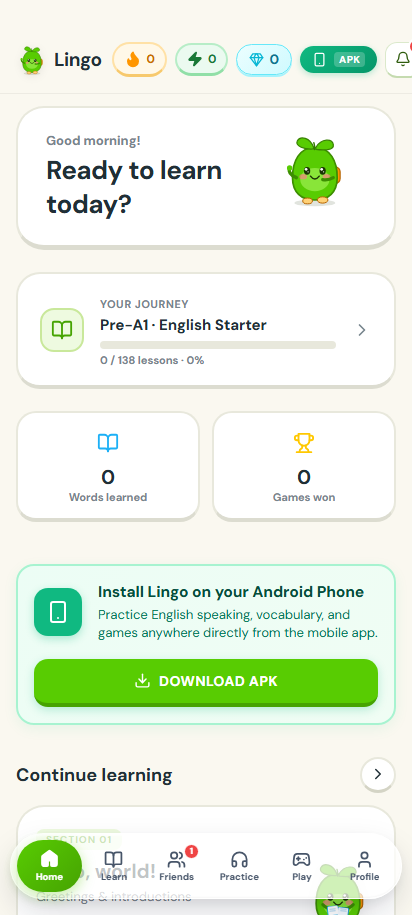 Lingo 0 0 0 APK
Good morning!
Ready to learn
today?
YOUR JOURNEY
Pre-A1 · English Starter
0 / 138 lessons · 0%
0
Words learned
0
Games won
Install Lingo on your Android Phone
Practice English speaking, vocabulary, and
games anywhere directly from the mobile app.
DOWNLOAD APK
Continue learning
SECTION 01
world!
Greetings & introductions
1
Home Learn Friends Practice Play Profile